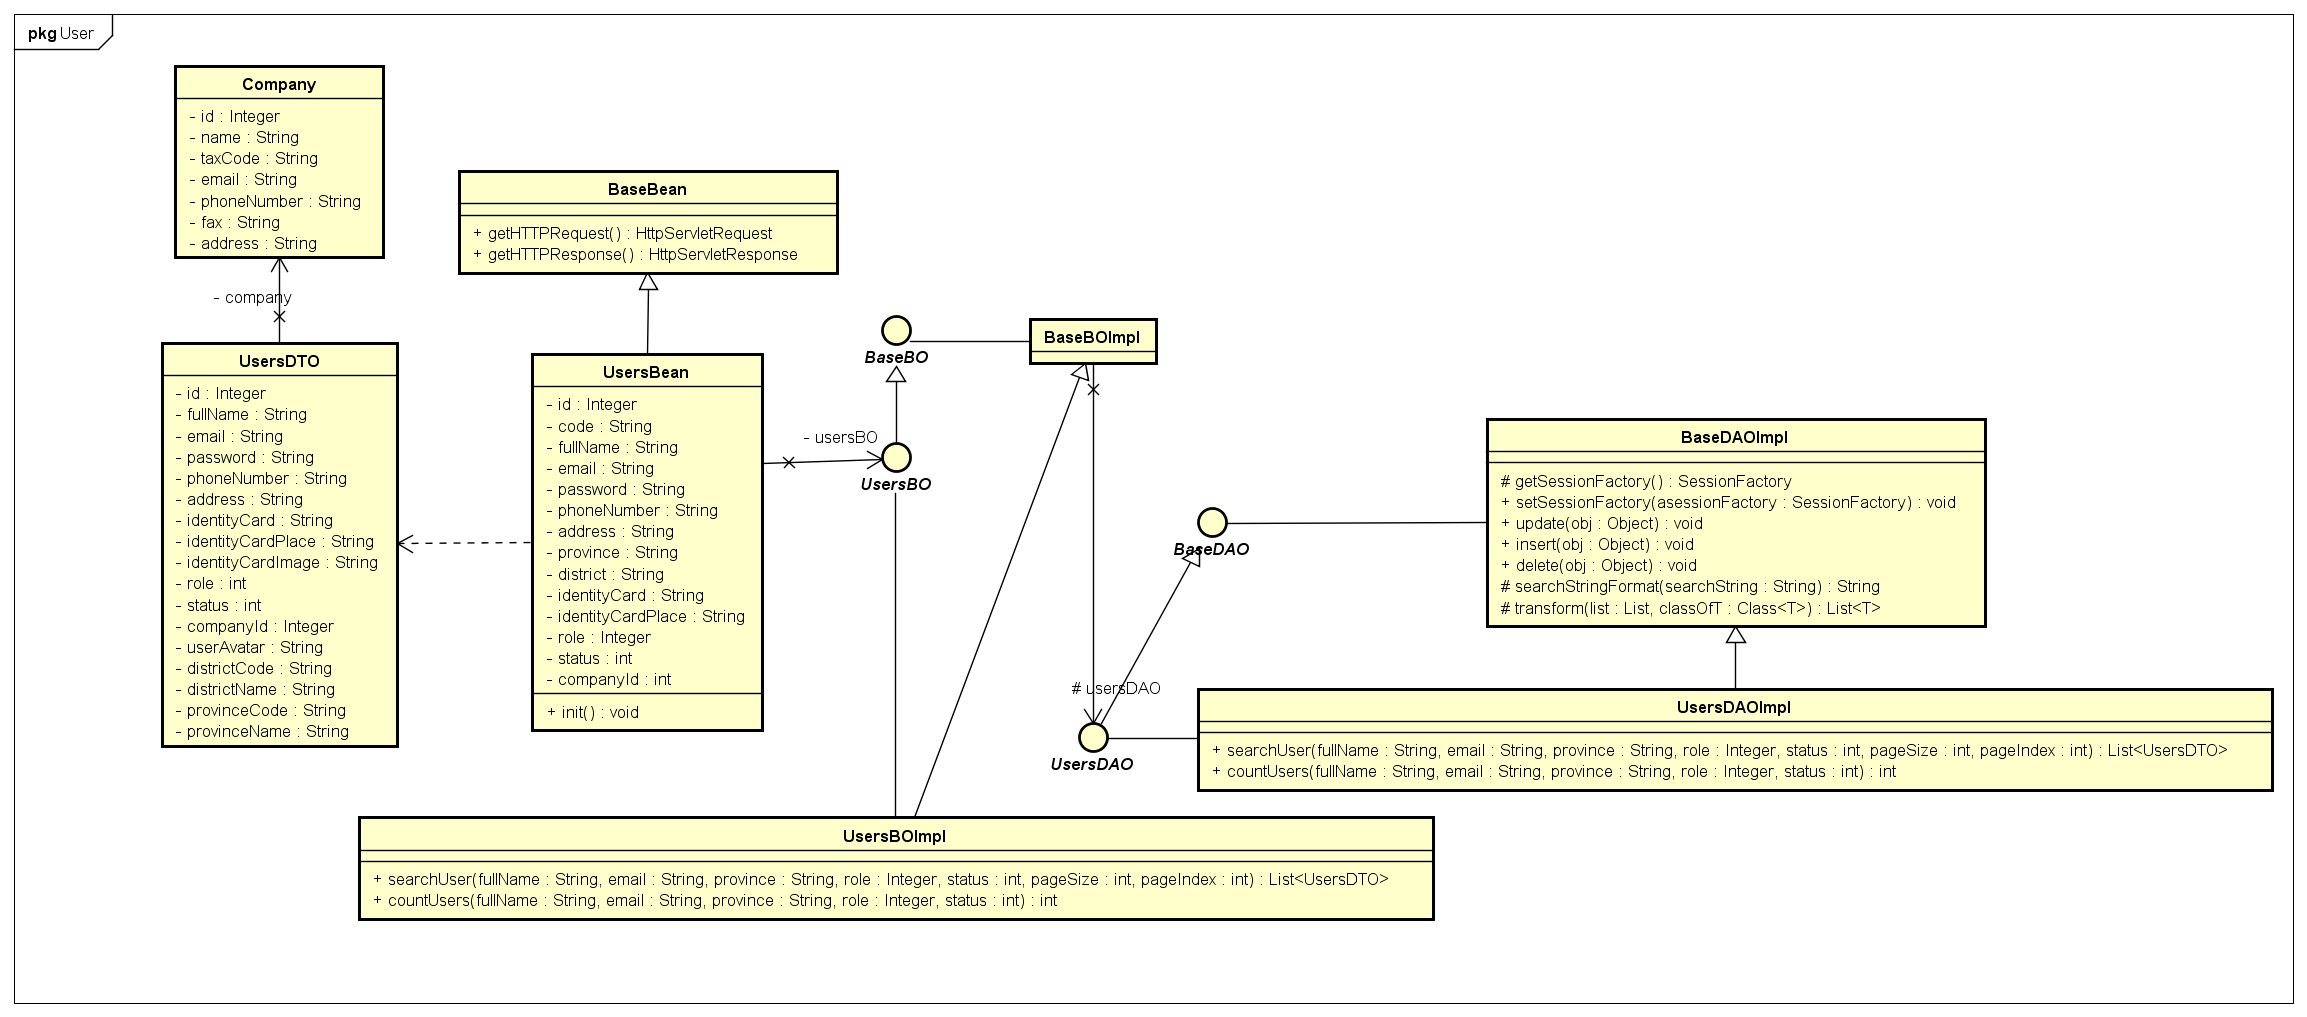 pkg User
Company
- id : Integer
- name : String
- taxCode : String
- email : String
- phoneNumber : String
- fax : String
- address : String
- company
UsersDTO
- id : Integer
- fullName : String
- email : String
- password : String
- phoneNumber : String
- address : String
- identityCard : String
- identityCardPlace : String
- identityCardImage : String
- role : int
- status : int
- companyId : Integer
- userAvatar : String
- districtCode : String
- districtName : String
- provinceCode : String
- provinceName : String
BaseBean
+ getHTTPRequest() : HttpServletRequest
+ getHTTPResponse() : HttpServletResponse
UsersBean
- id : Integer
- code : String
- fullName : String
- email : String
- password : String
- phoneNumber : String
- address : String
- province : String
- district : String
- identityCard : String
- identityCardPlace : String
- role : Integer
- status : int
- companyId : int
+ init() : void
BaseBO
- usersBO
UsersBO
BaseBOImpl
BaseDAO
# usersDAO
UsersDAO
BaseDAOImpl
# getSessionFactory() : SessionFactory
+ setSessionFactory(asessionFactory : SessionFactory) : void
+ update(obj : Object) : void
+ insert(obj : Object) : void
+ delete(obj : Object) : void
# searchStringFormat(searchString : String) : String
# transform(list : List, classOfT : Class<T>) : List<T>
UsersDAOImpl
+ searchUser(fullName : String, email : String, province : String, role : Integer, status : int, pageSize : int, pageIndex : int) : List<UsersDTO>
+ countUsers(fullName : String, email : String, province : String, role : Integer, status : int) : int
UsersBOImpl
+ searchUser(fullName : String, email : String, province : String, role : Integer, status : int, pageSize : int, pageIndex : int) : List<UsersDTO>
+ countUsers(fullName : String, email : String, province : String, role : Integer, status : int) : int